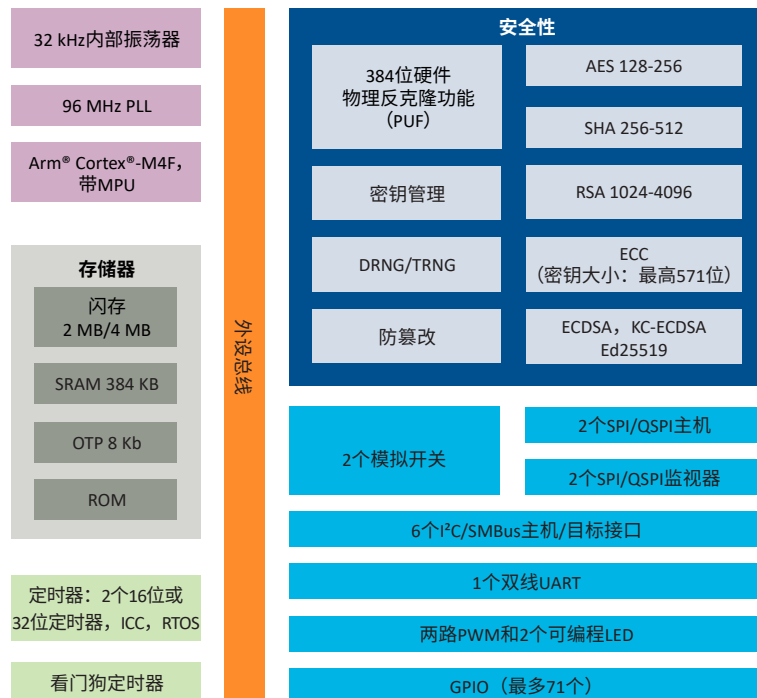 32 kHz内部振荡器
96 MHz PLL
Arm® Cortex®-M4F，
带MPU
存储器
闪存
2 MB/4 MB
SRAM 384 KB
OTP 8 Kb
ROM
定时器：2个16位或
32位定时器，ICC，RTOS
看门狗定时器
外设总线
安全性
384位硬件
物理反克隆功能
（PUF）
密钥管理
DRNG/TRNG
防篡改
AES 128-256
SHA 256-512
RSA 1024-4096
ECC
（密钥大小：最高571位）
ECDSA，KC-ECDSA
Ed25519
2个模拟开关
2个SPI/QSPI主机
2个SPI/QSPI监视器
6个I²C/SMBus主机/目标接口
1个双线UART
两路PWM和2个可编程LED
GPIO（最多71个）